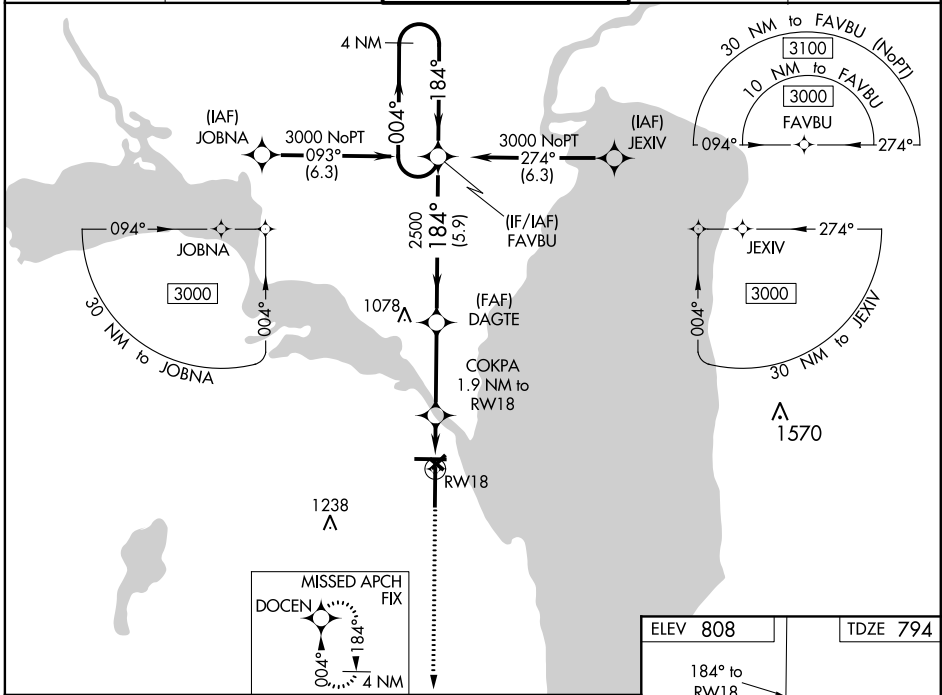 4 NM
004°
184°
30 NM to FAVBU (NoPT)
3100
10 NM to FAVBU
3000
FAVBU
094°
274°
(IAF)
JOBNA
3000 NoPT
093°
(6.3)
3000 NoPT
274°
(6.3)
(IAF)
JEXIV
(IF/IAF)
FAVBU
2500
184°
(5.9)
094°
JOBNA
3000
004°
30 NM to JOBNA
274°
JEXIV
3000
004°
30 NM to JEXIV
1078
(FAF)
DAGTE
COKPA
1.9 NM to
RW18
1570
RW18
1238
MISSED APCH
FIX
DOCEN
004°
184°
4 NM
ELEV 808
TDZE 794
184° to
RW18